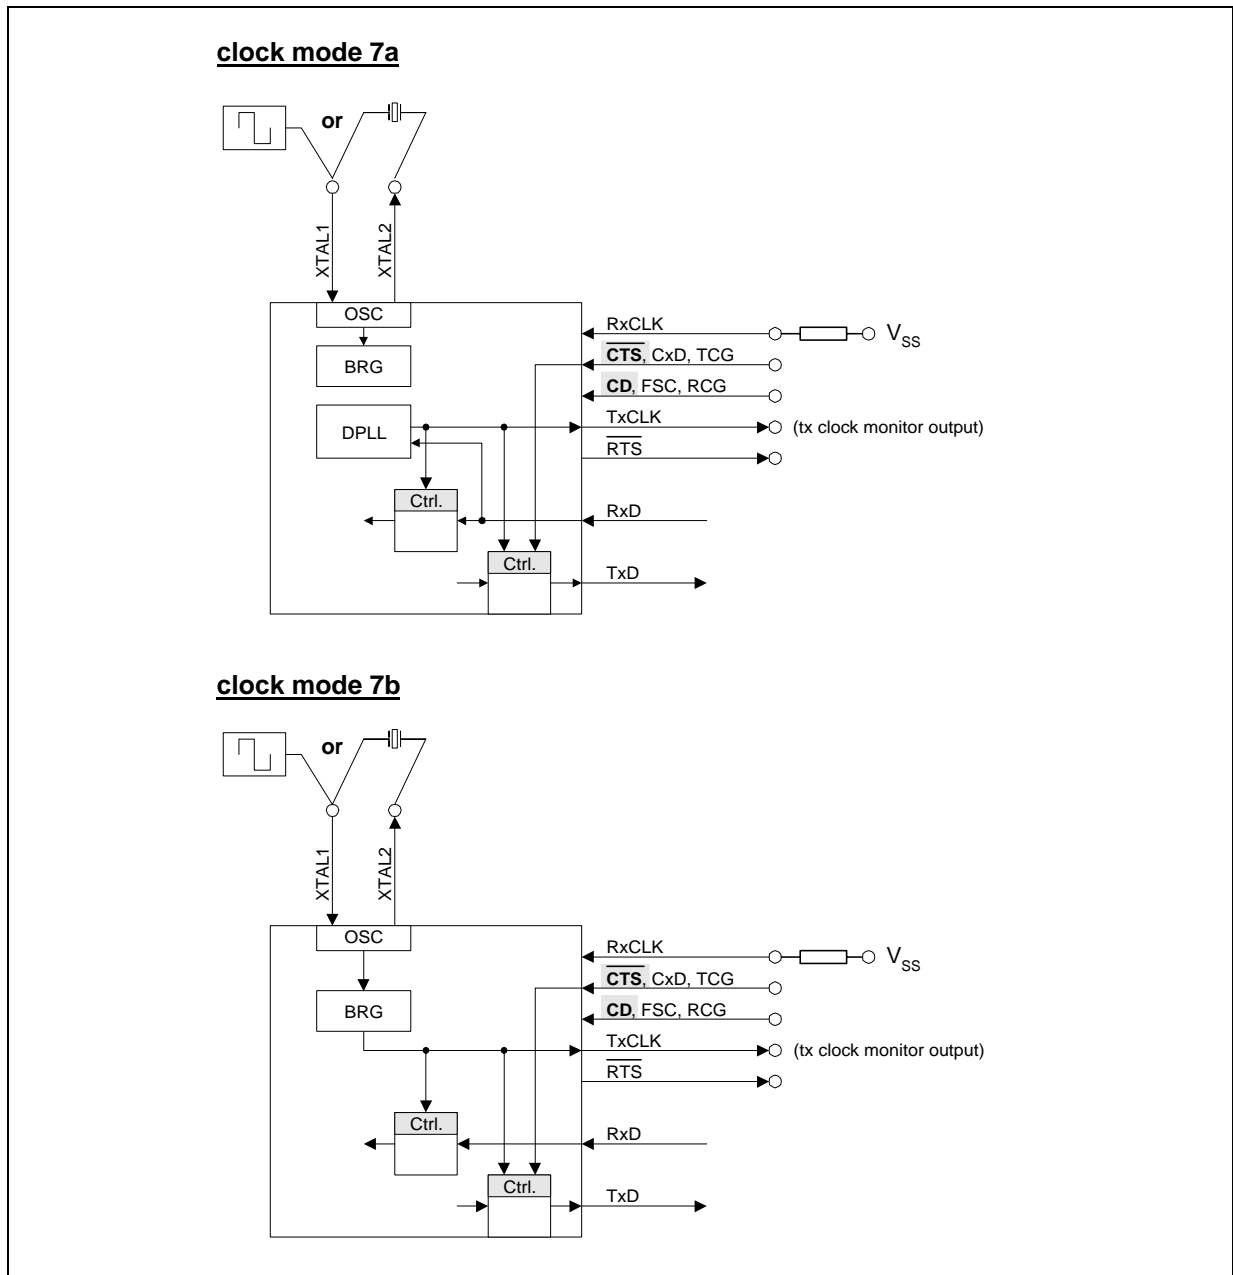 clock mode 7a
or
XTAL1
XTAL2
OSC
BRG
DPLL
Ctrl.
Ctrl.
RxCLK
VSS
CTS, CxD, TCG
CD, FSC, RCG
TxCLK
(tx clock monitor output)
RTS
RxD
TxD
clock mode 7b
or
XTAL1
XTAL2
OSC
BRG
Ctrl.
Ctrl.
RxCLK
VSS
CTS, CxD, TCG
CD, FSC, RCG
TxCLK
(tx clock monitor output)
RTS
RxD
TxD